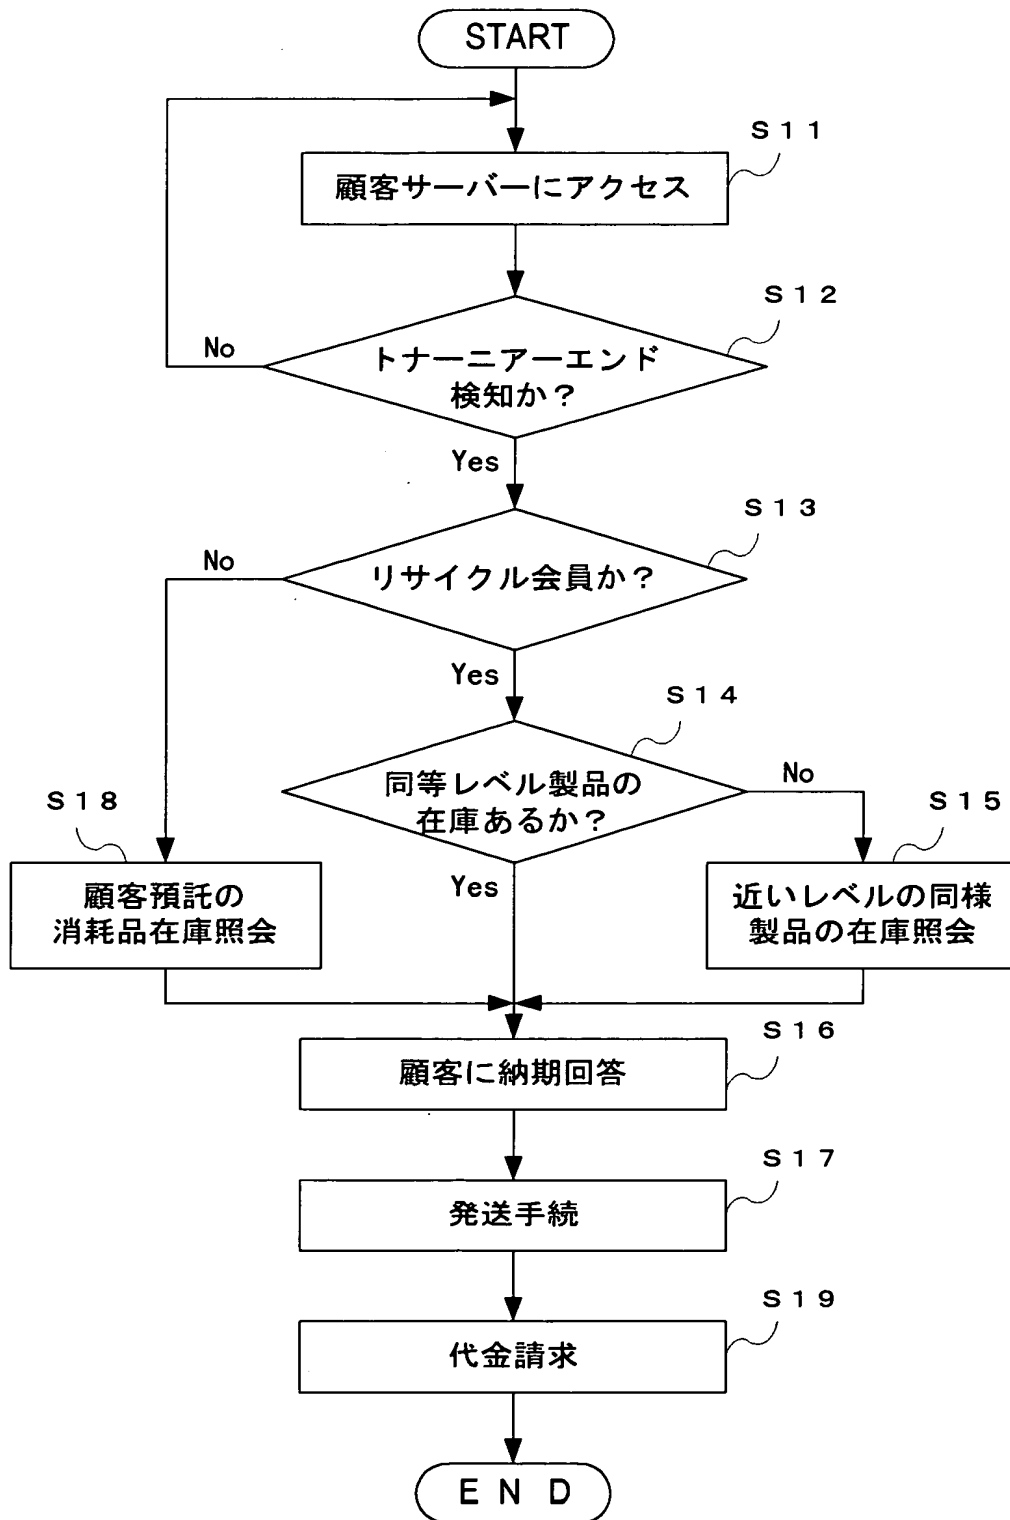 START
S11
顧客サーバーにアクセス
S12
No
トナーニアーエンド
検知か？
Yes
S13
No
リサイクル会員か？
Yes
S14
同等レベル製品の
在庫あるか？
No
S18
S15
Yes
顧客預託の
消耗品在庫照会
近いレベルの同様
製品の在庫照会
S16
顧客に納期回答
S17
発送手続
S19
代金請求
END